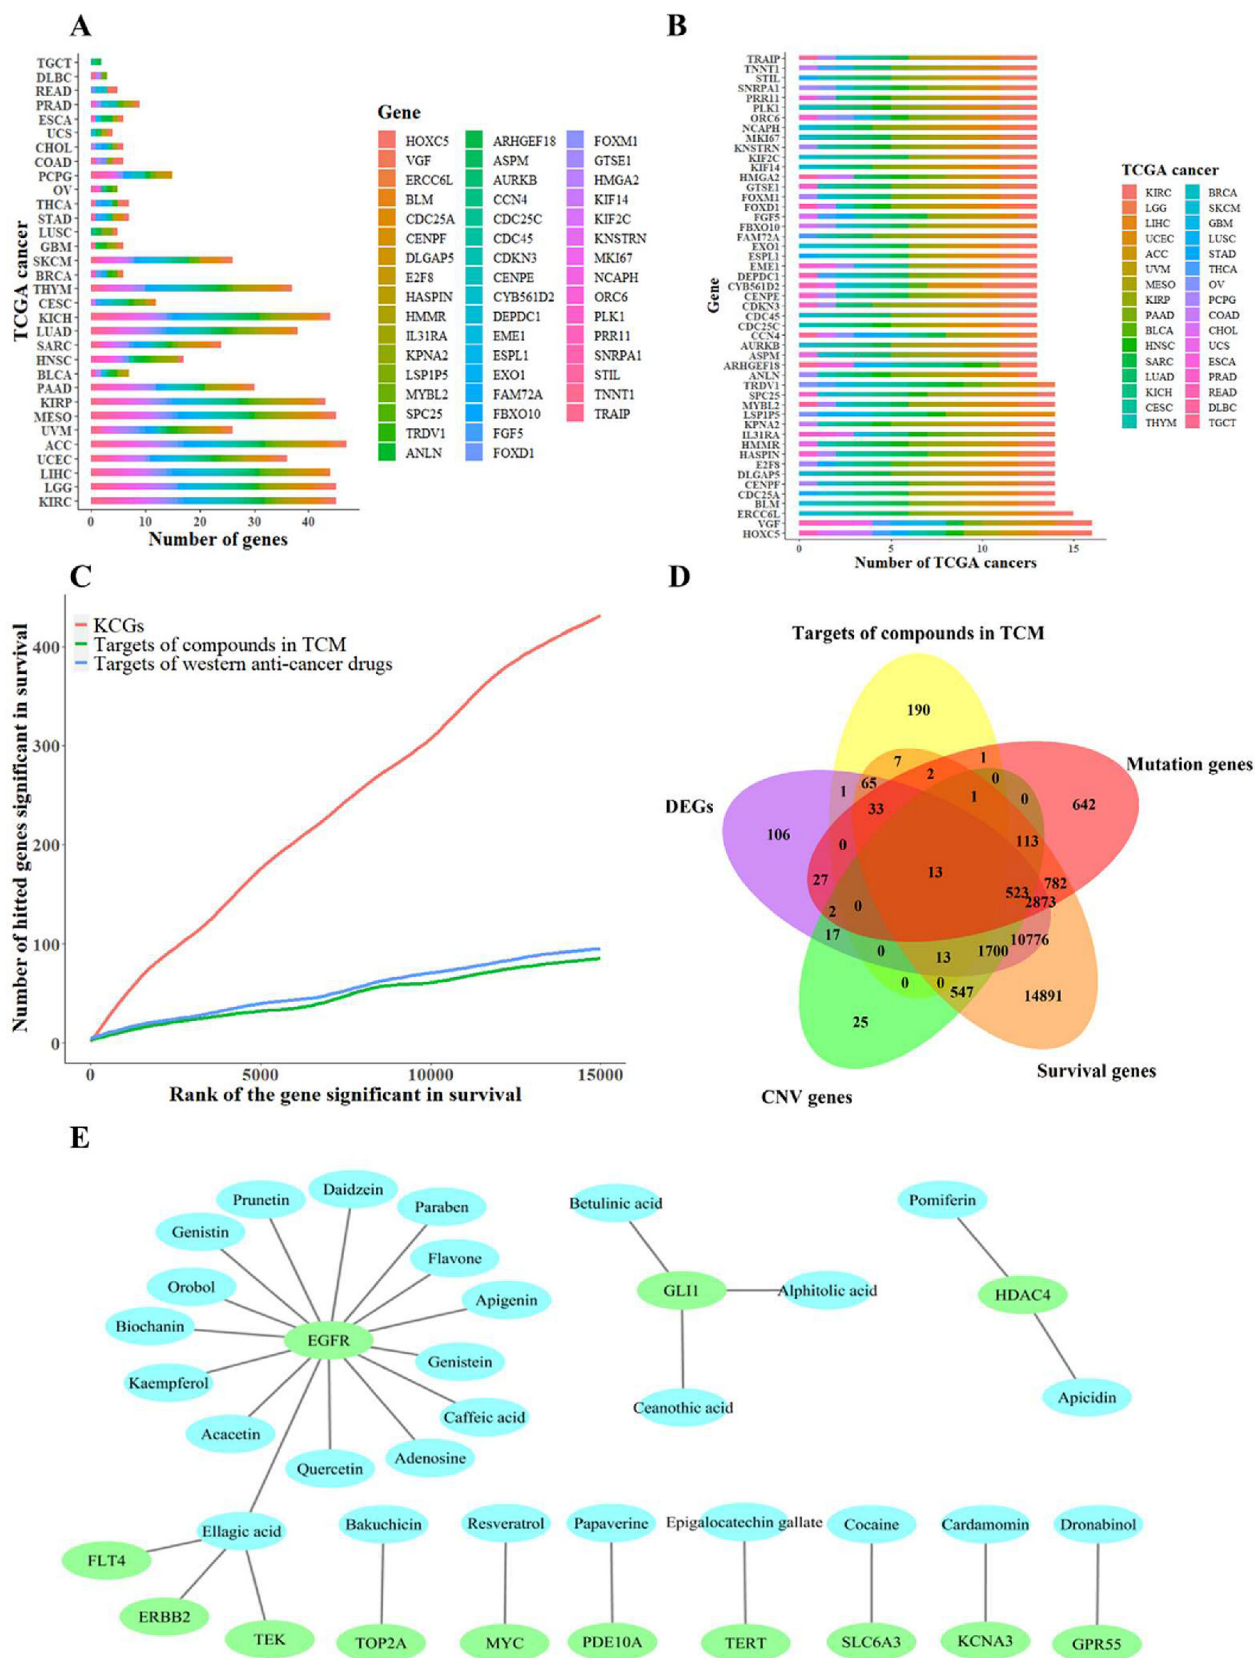 A
TGCT
DLBC
READ
PRAD
ESCA
UCS
CHOL
COAD
PCPG
OV
THCA
STAD
LUSC
GBM
SKCM
BRCA
THYM
CESC
KICH
LUAD
SARC
HNSC
BLCA
PAAD
KIRP
MESO
UVM
ACC
UCEC
LIHC
LGG
KIRC
TCGA cancer
0 10 20 30 40
Number of genes
Gene
HOXC5 ARHGEF18 FOXM1
VGF ASPM GTSE1
ERCC6L AURKB HMGA2
BLM CCN4 KIF14
CDC25A CDC25C KIF2C
CENPF CDC45 KNSTRN
DLGAP5 CDKN3 MKI67
E2F8 CENPE NCAPH
HASPIN CYB561D2 ORC6
HMMR DEPDC1 PLK1
IL31RA EME1 PRR11
KPNA2 ESPL1 SNRPA1
LSP1P5 EXO1 STIL
MYBL2 FAM72A TNNT1
SPC25 FBXO10 TRAIP
TRDV1 FGF5
ANLN FOXD1
B
TRAIP
TNNT1
STIL
SNRPA1
PRR11
PLK1
ORC6
NCAPH
MKI67
KNSTRN
KIF2C
KIF14
HMGA2
GTSE1
FOXM1
FOXD1
FGF5
FBXO10
FAM72A
EXO1
ESPL1
EME1
DEPDC1
CYB561D2
CENPE
CDKN3
CDC45
CDC25C
CCN4
AURKB
ASPM
ARHGEF18
ANLN
TRDV1
SPC25
MYBL2
LSP1P5
KPNA2
IL31RA
HMMR
HASPIN
E2F8
DLGAP5
CENPF
CDC25A
BLM
ERCC6L
VGF
HOXC5
Gene
0 5 10 15
Number of TCGA cancers
TCGA cancer
KIRC BRCA
LGG SKCM
LIHC GBM
UCEC LUSC
ACC STAD
UVM THCA
MESO OV
KIRP PCPG
PAAD COAD
BLCA CHOL
HNSC UCS
SARC ESCA
LUAD PRAD
KICH READ
CESC DLBC
THYM TGCT
C
KCGs
Targets of compounds in TCM
Targets of western anti-cancer drugs
400
300
200
100
0
Number of hitted genes significant in survival
0 5000 10000 15000
Rank of the gene significant in survival
D
Targets of compounds in TCM
Mutation genes
DEGs
Survival genes
CNV genes
190
7
1
2
0
65
1
1
0
33
642
106
0
113
27
13
782
523
2873
2
0
17
10776
0
13
1700
0
0
547
14891
25
E
Prunetin
Daidzein
Paraben
Genistin
Flavone
Orobol
Apigenin
Biochanin
EGFR
Genistein
Kaempferol
Caffeic acid
Acacetin
Adenosine
Quercetin
Betulinic acid
GLI1
Alphitolic acid
Ceanothic acid
Pomiferin
HDAC4
Apicidin
Ellagic acid
Bakuchicin
Resveratrol
Papaverine
Epigalocatechin gallate
Cocaine
Cardamomin
Dronabinol
FLT4
ERBB2
TEK
TOP2A
MYC
PDE10A
TERT
SLC6A3
KCNA3
GPR55